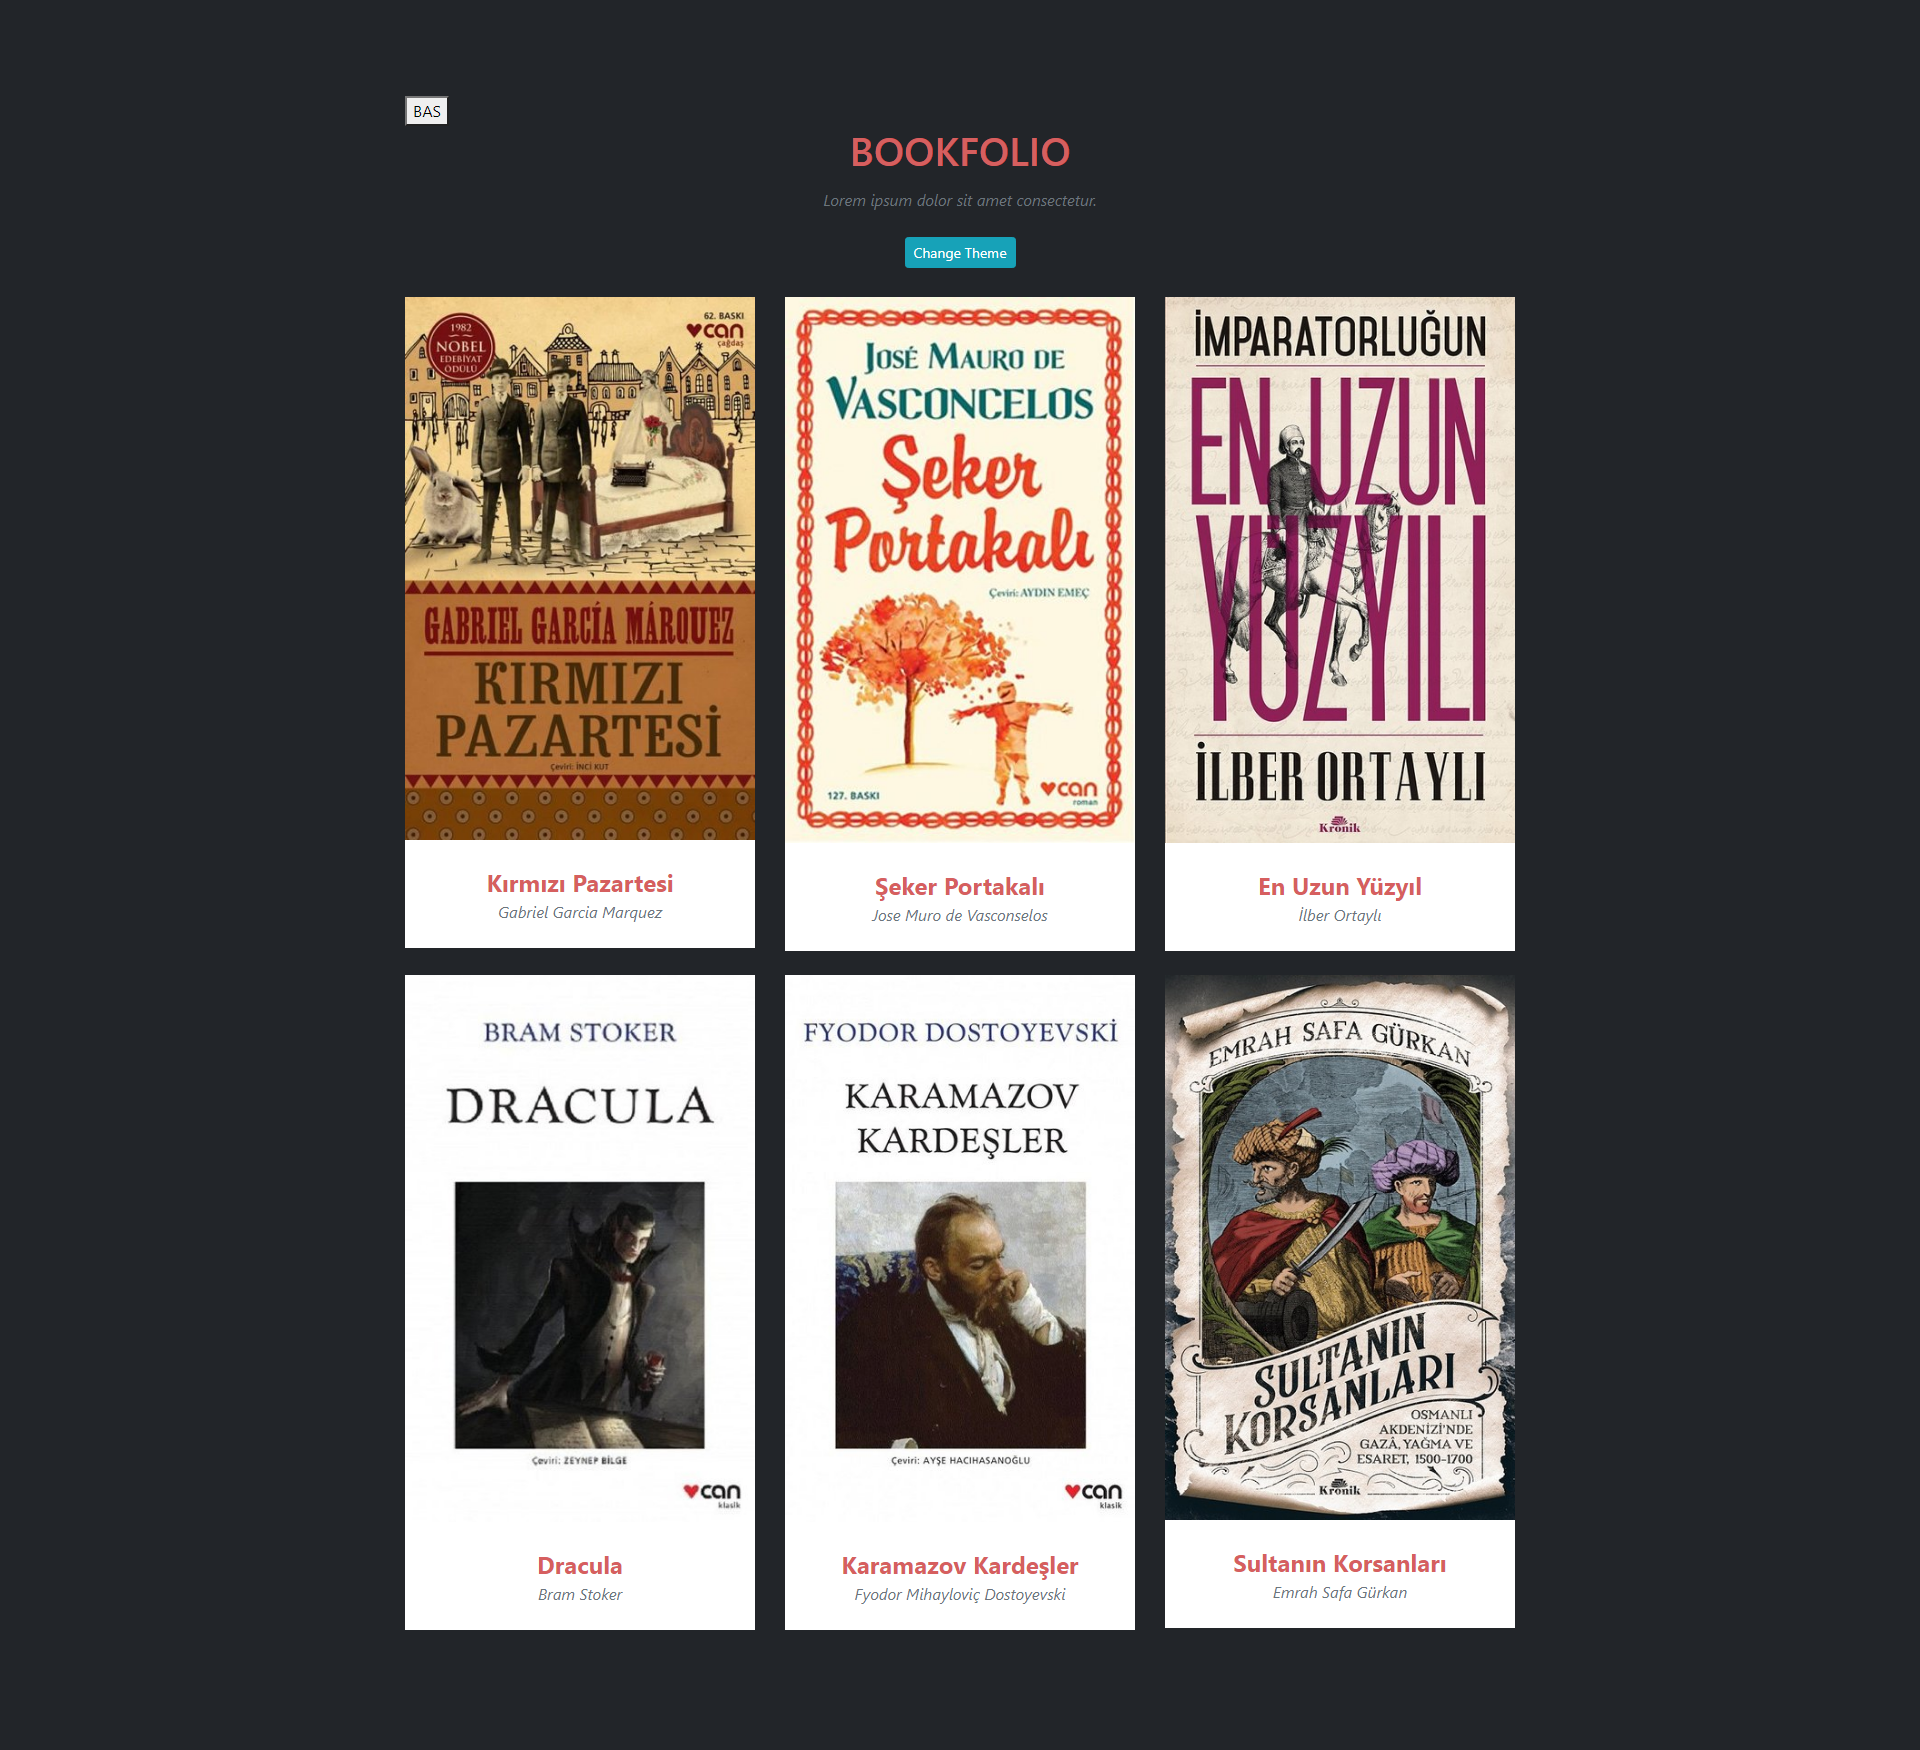 BAS
BOOKFOLIO
Lorem ipsum dolor sit amet consectetur.
Change Theme
1982
NOBEL
EDEBİYAT
ÖDÜLÜ
62. BASKI
can
çağdaş
GABRIEL GARCÍA MÁRQUEZ
KIRMIZI
PAZARTESİ
Çeviri: İNCİ KUT
Kırmızı Pazartesi
Gabriel Garcia Marquez
JOSÉ MAURO DE
VASCONCELOS
Şeker
Portakalı
Çeviri: AYDIN EMEÇ
127. BASKI
can
roman
Şeker Portakalı
Jose Muro de Vasconselos
İMPARATORLUĞUN
EN UZUN
YÜZYILI
İLBER ORTAYLI
Kronik
En Uzun Yüzyıl
İlber Ortaylı
BRAM STOKER
DRACULA
Çeviri: ZEYNEP BİLGE
can
klasik
Dracula
Bram Stoker
FYODOR DOSTOYEVSKİ
KARAMAZOV
KARDEŞLER
Çeviri: AYŞE HACIHASANOĞLU
can
klasik
Karamazov Kardeşler
Fyodor Mihayloviç Dostoyevski
EMRAH SAFA GÜRKAN
SULTANIN
KORSANLARI
OSMANLI
AKDENİZİ'NDE
GAZÂ, YAĞMA VE
ESARET, 1500-1700
Kronik
Sultanın Korsanları
Emrah Safa Gürkan